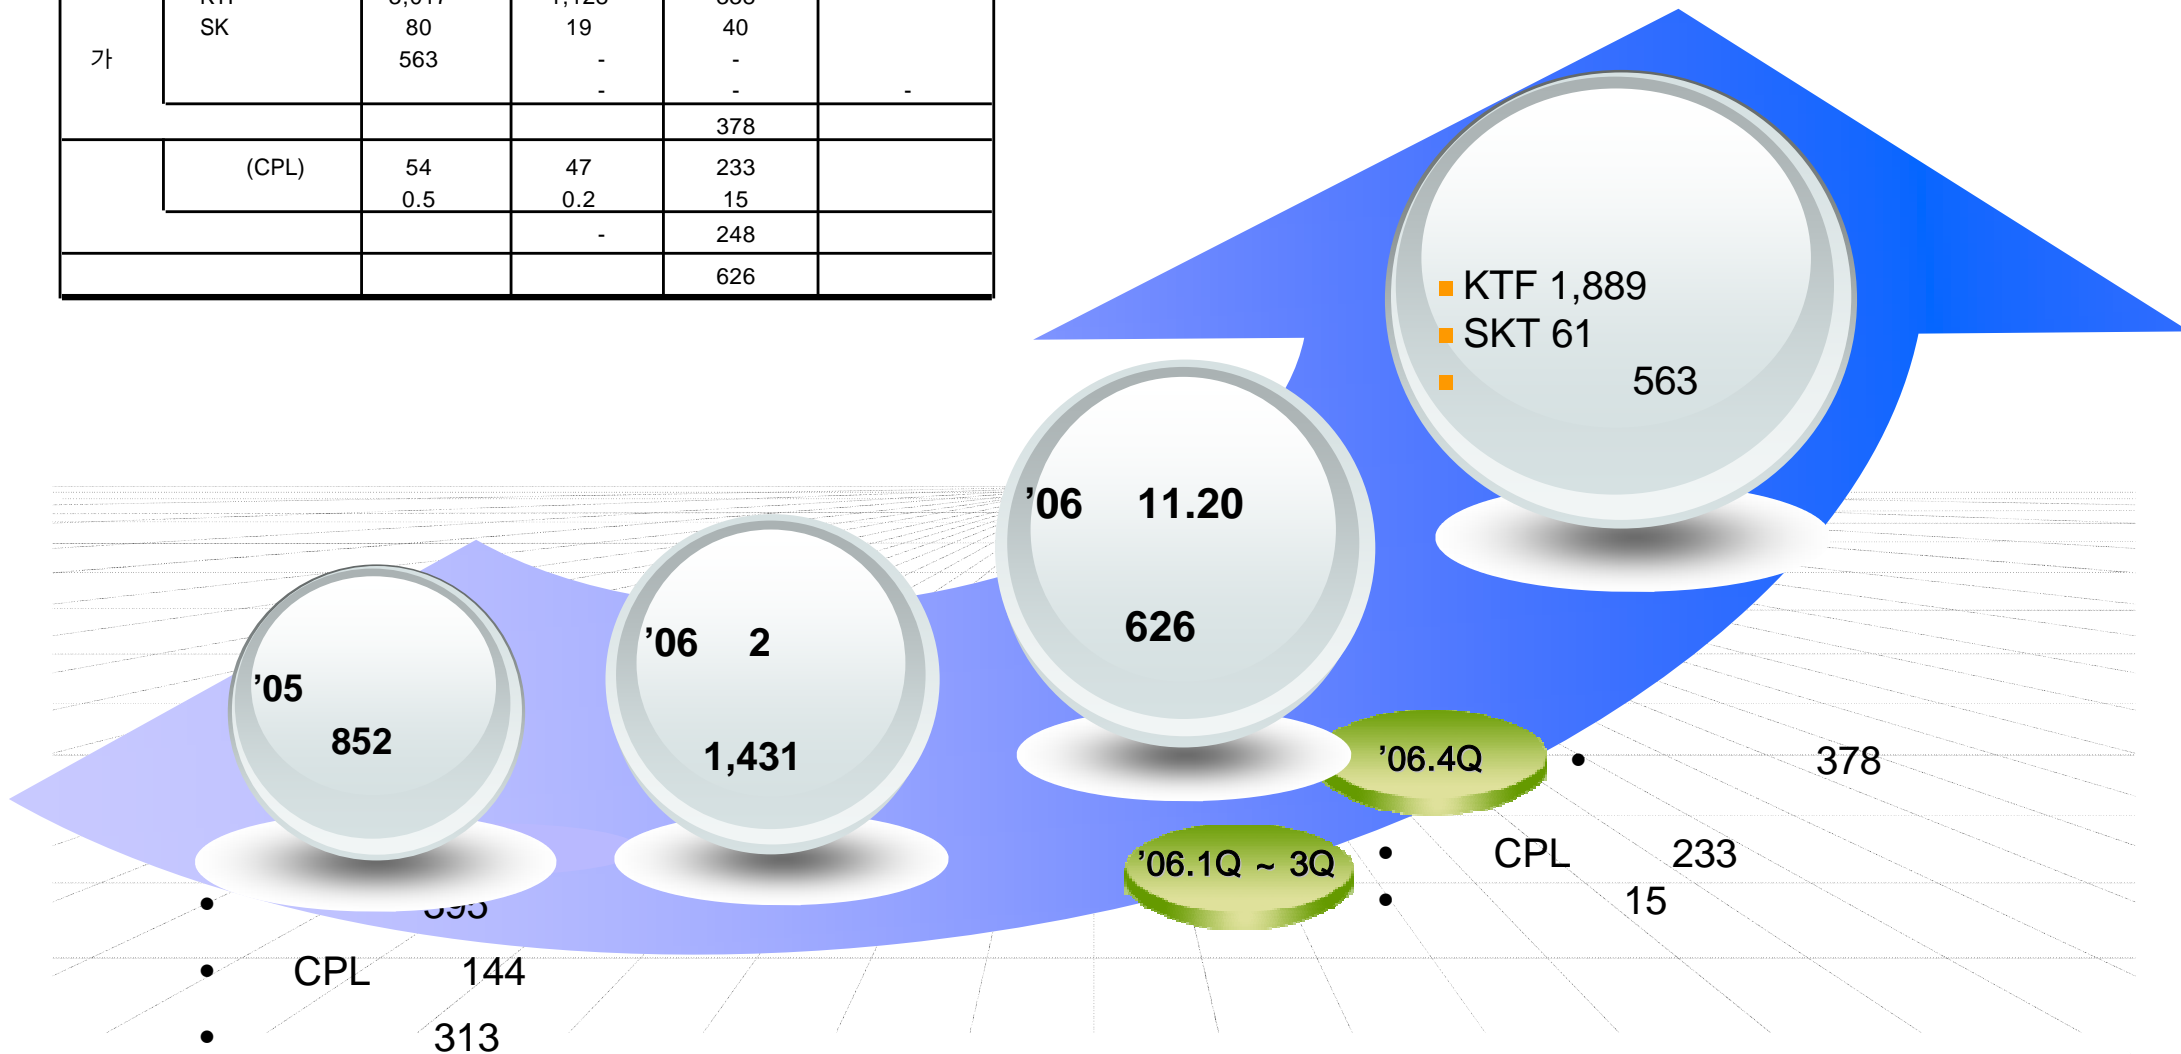 SK 80 19 40
가 563 - -
- - -
378
(CPL) 54 47 233
0.5 0.2 15
- 248
626
KTF 1,889
SKT 61
563
’06 11.20
626
’06 2
1,431
’05
852
’06.4Q
• 378
’06.1Q ~ 3Q
• CPL 233
• 15
•
• CPL 144
• 313